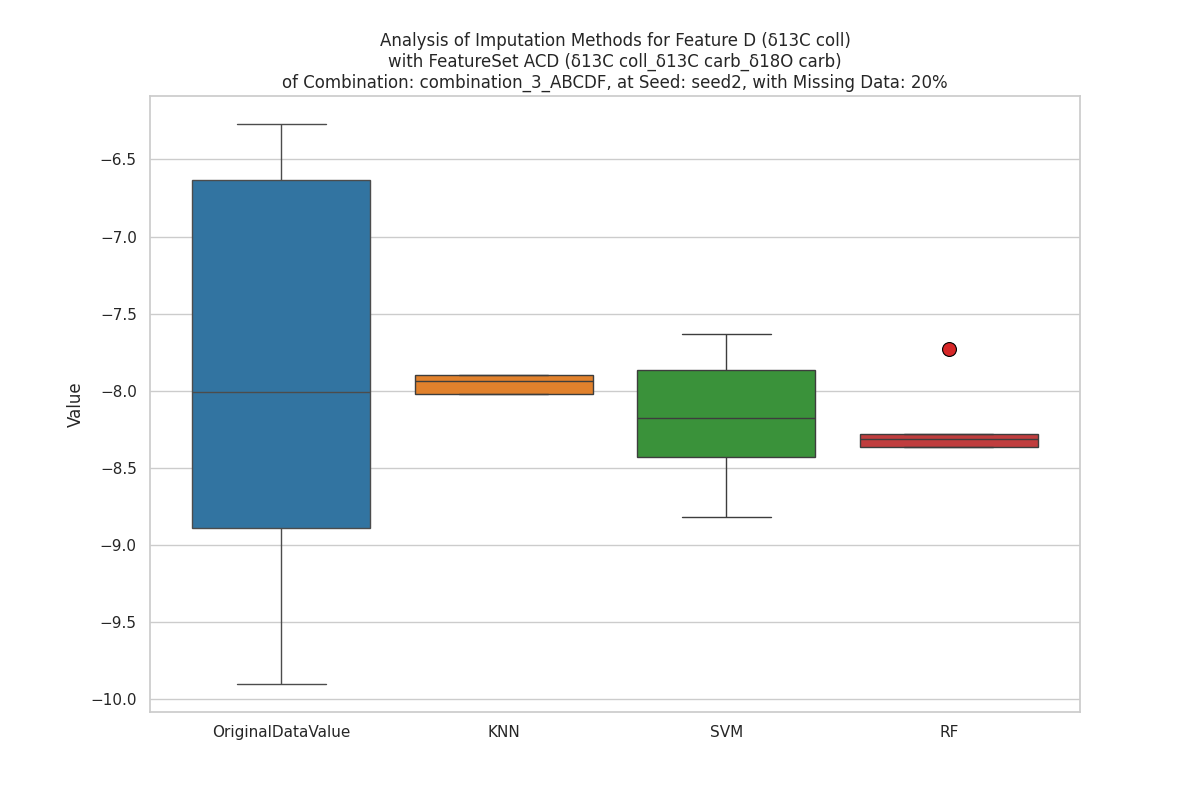 Analysis of Imputation Methods for Feature D (δ13C coll)
with FeatureSet ACD (δ13C coll_δ13C carb_δ18O carb)
of Combination: combination_3_ABCDF, at Seed: seed2, with Missing Data: 20%
Value
−6.5
−7.0
−7.5
−8.0
−8.5
−9.0
−9.5
−10.0
OriginalDataValue
KNN
SVM
RF